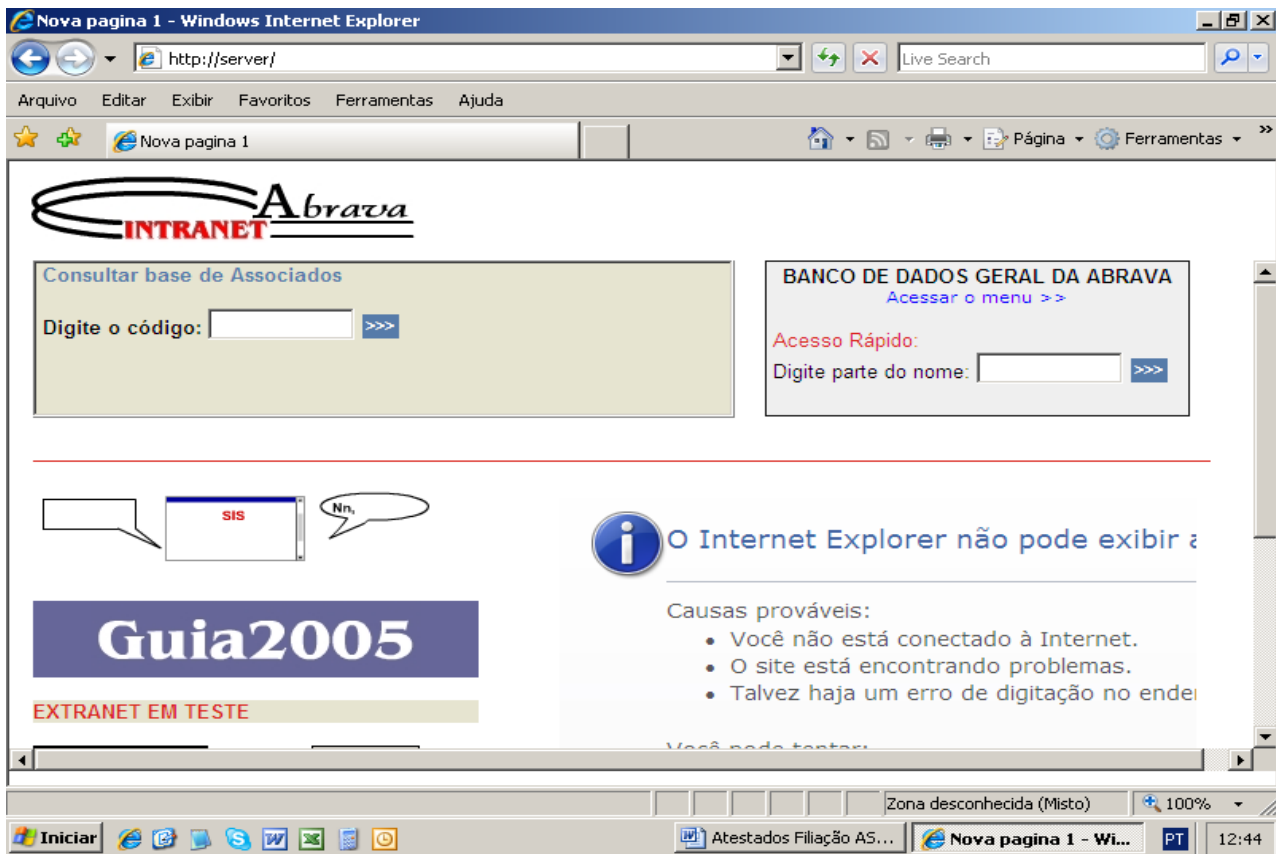 Nova pagina 1 - Windows Internet Explorer
http://server/
Live Search
Arquivo Editar Exibir Favoritos Ferramentas Ajuda
Nova pagina 1
Página Ferramentas
Abrava
INTRANET
Consultar base de Associados
Digite o código: >>>
BANCO DE DADOS GERAL DA ABRAVA
Acessar o menu >>
Acesso Rápido:
Digite parte do nome: >>>
SIS
Nn,
O Internet Explorer não pode exibir a
Causas prováveis:
• Você não está conectado à Internet.
• O site está encontrando problemas.
• Talvez haja um erro de digitação no ender
Você pode tentar:
Guia2005
EXTRANET EM TESTE
Zona desconhecida (Misto) 100%
Iniciar
Atestados Filiação AS...
Nova pagina 1 - Wi...
PT
12:44